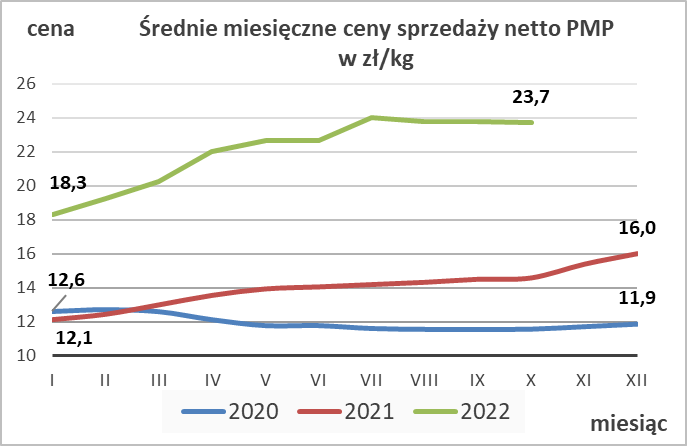 cena
Średnie miesięczne ceny sprzedaży netto PMP
w zł/kg
26
24
22
20
18
16
14
12
10
23,7
18,3
16,0
12,6
11,9
12,1
I II III IV V VI VII VIII IX X XI XII
2020 2021 2022
miesiąc